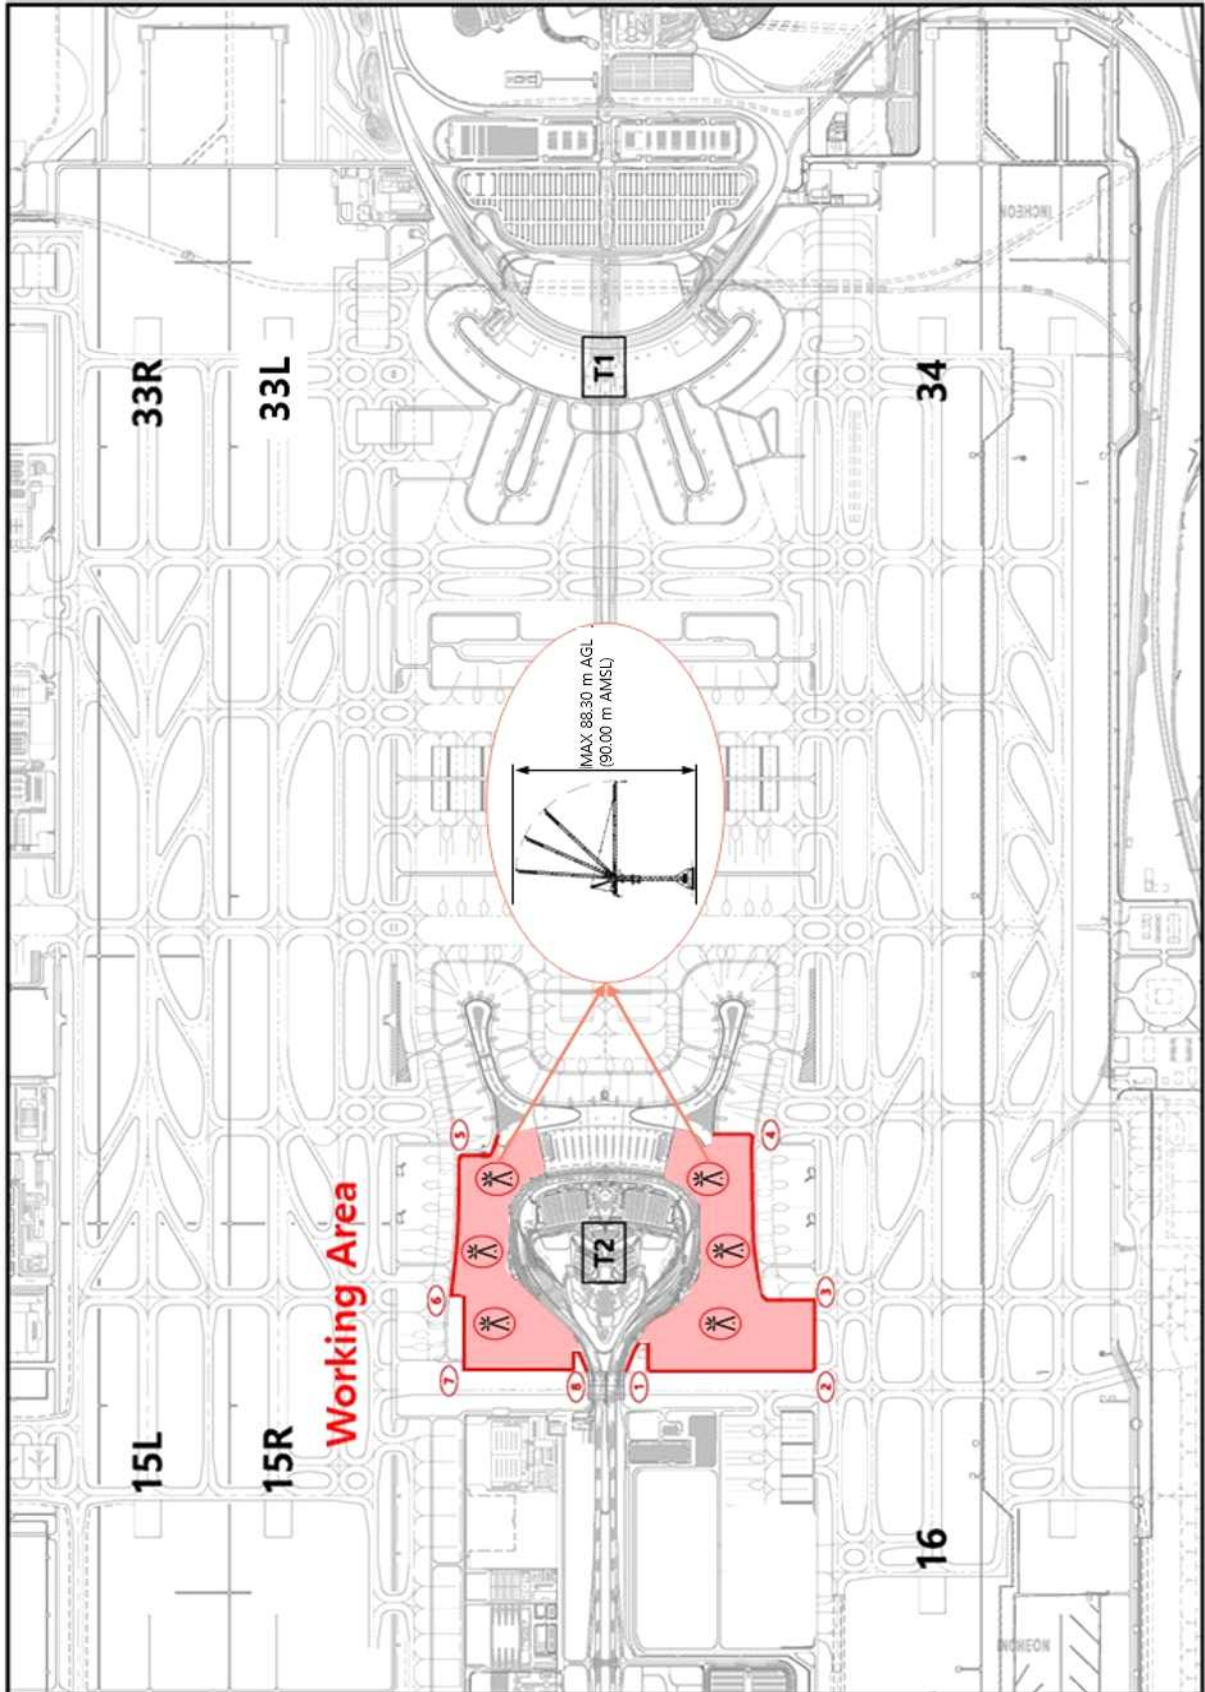 INCHEON
33R
33L
T1
34
MAX 88.30 m AGL
(90.00 m AMSL)
Working Area
5
4
T2
6
3
7
8
1
2
15L
15R
16
INCHEON